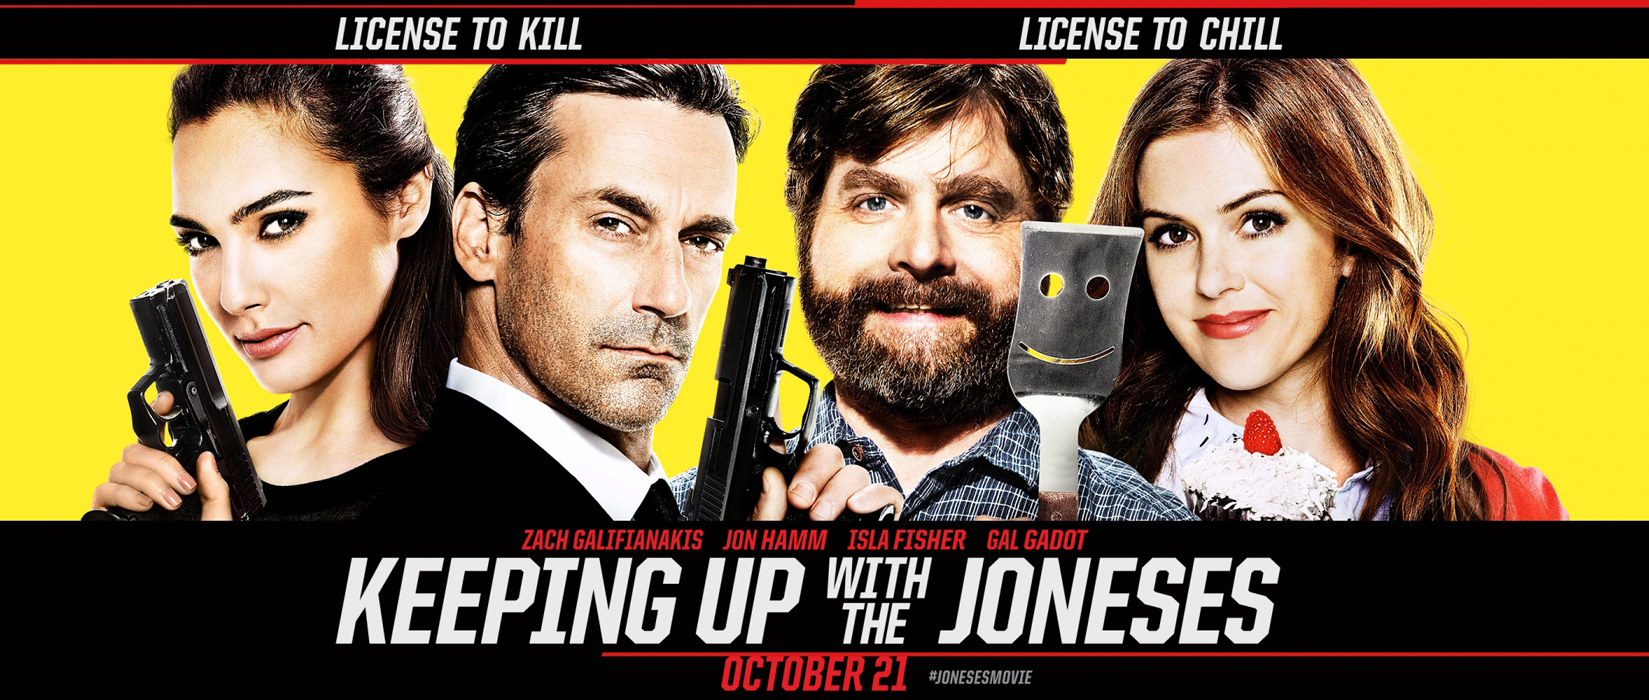 LICENSE TO KILL
LICENSE TO CHILL
ZACH GALIFIANAKIS JON HAMM ISLA FISHER GAL GADOT
KEEPING UP WITH THE JONESES
OCTOBER 21 #JONESESMOVIE